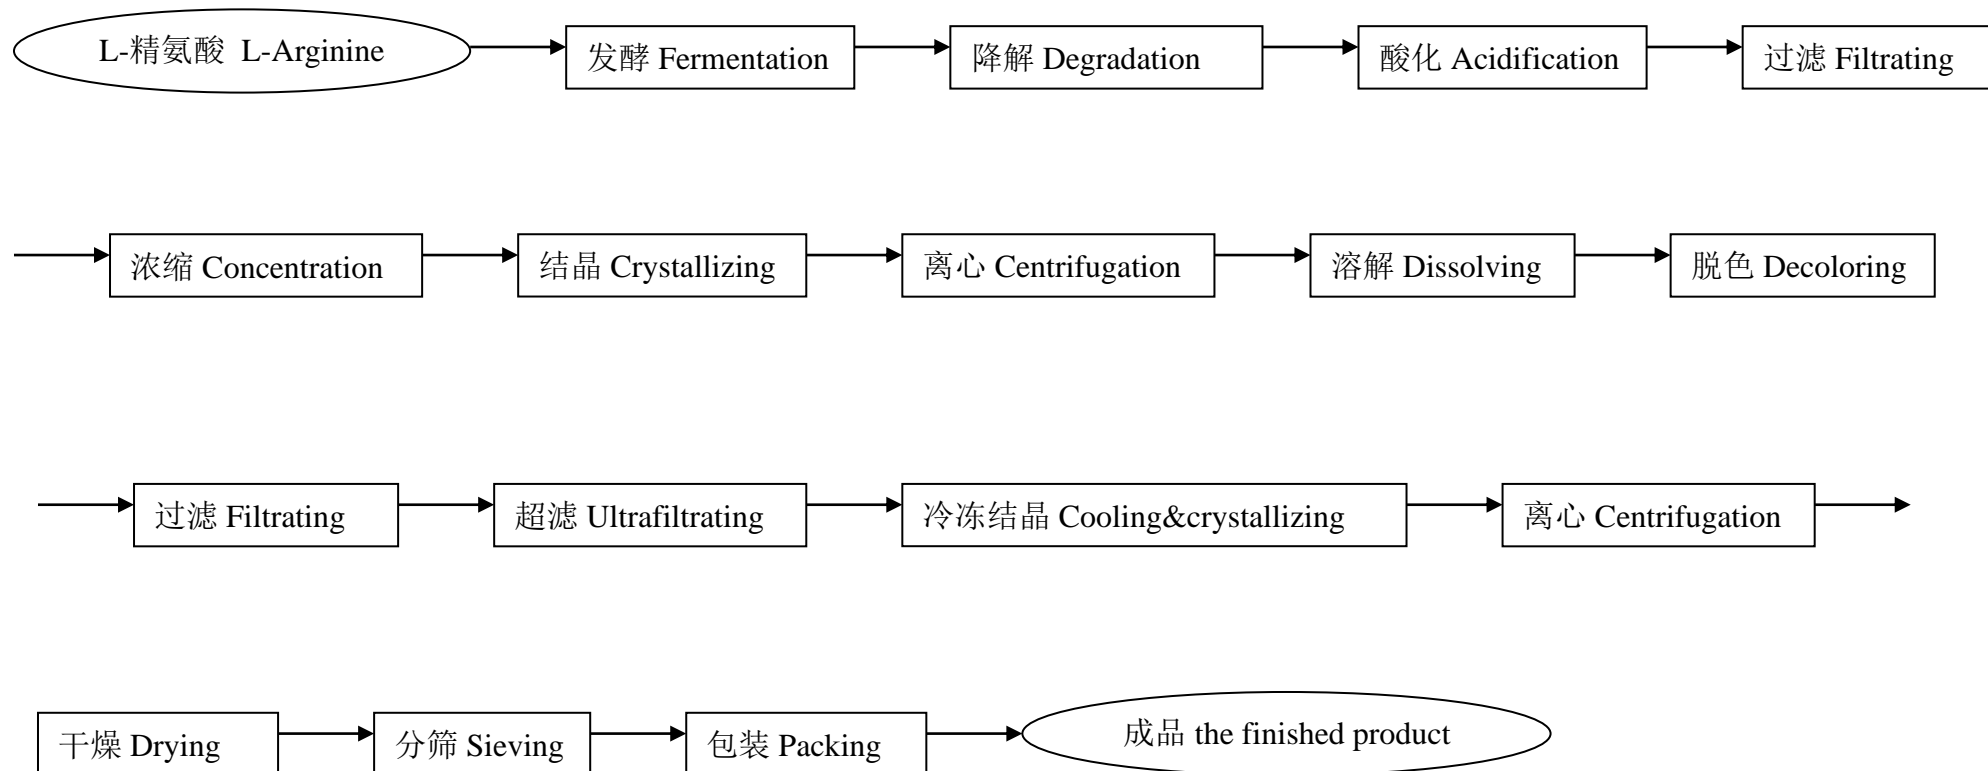 L-精氨酸 L-Arginine
发酵 Fermentation
降解 Degradation
酸化 Acidification
过滤 Filtrating
浓缩 Concentration
结晶 Crystallizing
离心 Centrifugation
溶解 Dissolving
脱色 Decoloring
过滤 Filtrating
超滤 Ultrafiltrating
冷冻结晶 Cooling&crystallizing
离心 Centrifugation
干燥 Drying
分筛 Sieving
包装 Packing
成品 the finished product